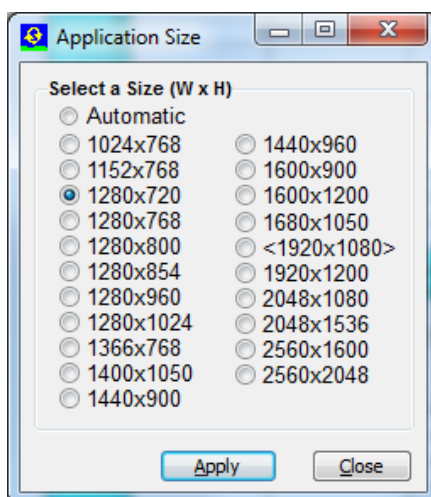 Application Size
Select a Size (W x H)
Automatic
1024x768
1152x768
1280x720
1280x768
1280x800
1280x854
1280x960
1280x1024
1366x768
1400x1050
1440x900
1440x960
1600x900
1600x1200
1680x1050
<1920x1080>
1920x1200
2048x1080
2048x1536
2560x1600
2560x2048
Apply
Close